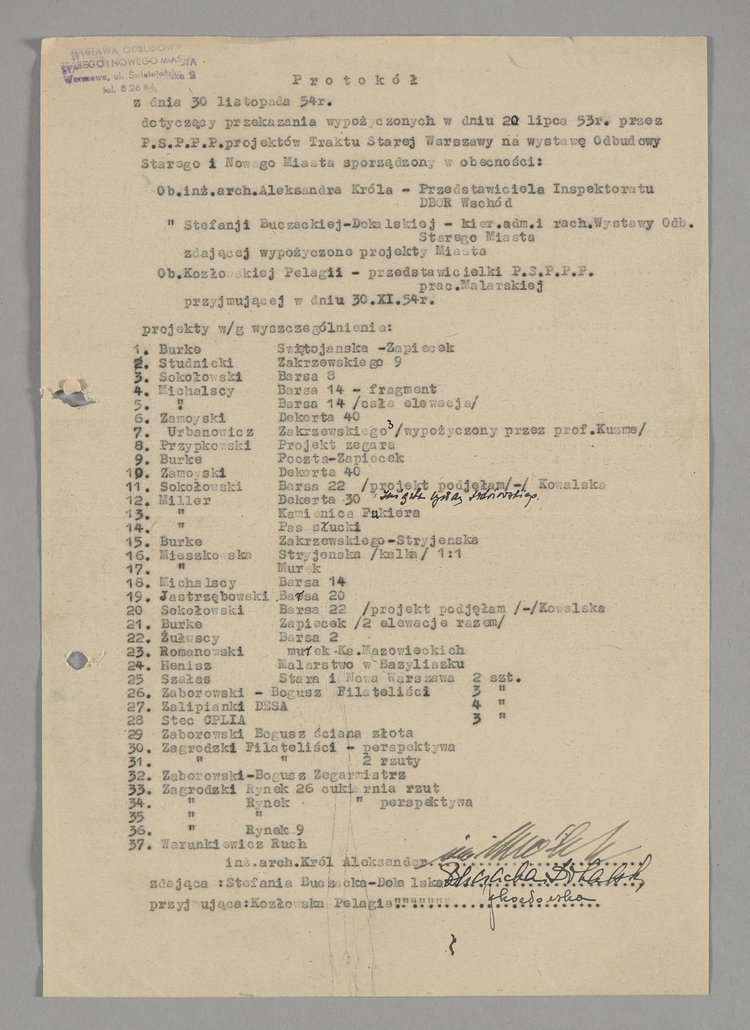 WYSTAWA ODBUDOWY
STAREGO I NOWEGO MIASTA
Warszawa, ul. Świętojańska 2
tel. 8 26 64
Protokół
z dnia 30 listopada 54r.
dotyczący przekazania wypożyczonych w dniu 20 lipca 53r. przez
P.S.P.P.P.projektów Traktu Starej Warszawy na wystawę Odbudowy
Starego i Nowego Miasta sporządzony w obecności:
Ob.inż.arch.Aleksandra Króla - Przedstawiciela Inspektoratu
DBOR Wschód
" Stefanji Buczackiej-Dokalskiej - kier.adm.i rach.Wystawy Odb.
Starego Miasta
zdającej wypożyczone projekty Miasta
Ob.Kozłowskiej Pelagii - przedstawicielki P.S.P.P.P.
prac.Malarskiej
przyjmującej w dniu 30.XI.54r.
projekty w/g wyszczególnienia:
1. Burke Swiętojanska -Zapiecek
2. Studnicki Zakrzewskiego 9
3. Sokołowski Barsa 8
4. Michalscy Barsa 14 - fragment
5. " Barsa 14 /cała elewacja/
6. Zamoyski Dekerta 40
7. Urbanowicz Zakrzewskiego 3 /wypożyczony przez prof.Kuzme/
8. Przypkowski Projekt zegara
9. Burke Poczta-Zapiecek
10. Zamoyski Dekerta 40
11. Sokołowski Barsa 22 /projekt podjęłam/-/ Kowalska
12. Miller Dekerta 30
13. " Kamienica Fukiera
14. " Pas słucki
15. Burke Zakrzewskiego-Stryjenska
16. Mieszkowska Stryjenska /kalka/ 1:1
17. " Murek
18. Michalscy Barsa 14
19. Jastrzębowski Barsa 20
20 Sokołowski Barsa 22 /projekt podjęłam /-/Kowalska
21. Burke Zapiecek /2 elewacje razem/
22. Żuławscy Barsa 2
23. Romanowski murek Ks.Mazowieckich
24. Henisz Malarstwo w Bazyliszku
25 Szałas Stara i Nowa Warszawa 2 szt.
26. Zaborowski - Bogusz Filateliści 3 "
27. Zalipianki DESA 4 "
28 Stec CPLIA 3 "
29 Zaborowski Bogusz ściana złota
30. Zagrodzki Filateliści - perspektywa
31. " " 2 rzuty
32. Zaborowski-Bogusz Zegarmistrz
33. Zagrodzki Rynek 26 cukiernia rzut
34. " Rynek " perspektywa
35 " "
36. " Rynek 9
37. Warunkiewicz Ruch
inż.arch.Król Aleksander
zdająca :Stefania Buczacka-Dokalska
przyjmująca:Kozłowska Pelagia"""""""